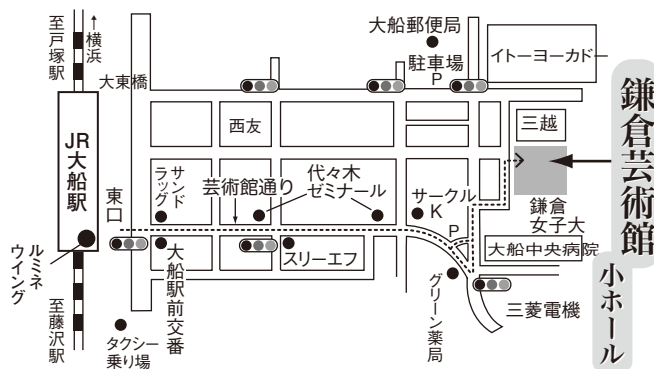 至戸塚駅
←横浜
大東橋
大船郵便局
駐車場
P
イトーヨーカドー
鎌倉芸術館
小ホール
三越
西友
JR大船駅
東口
サンド
ラッグ
芸術館通り
代々木
ゼミナール
サークル
K
P
鎌倉
女子大
大船中央病院
ルミネ
ウイング
大船駅前交番
スリーエフ
グリーン薬局
三菱電機
至藤沢駅
タクシー
乗り場